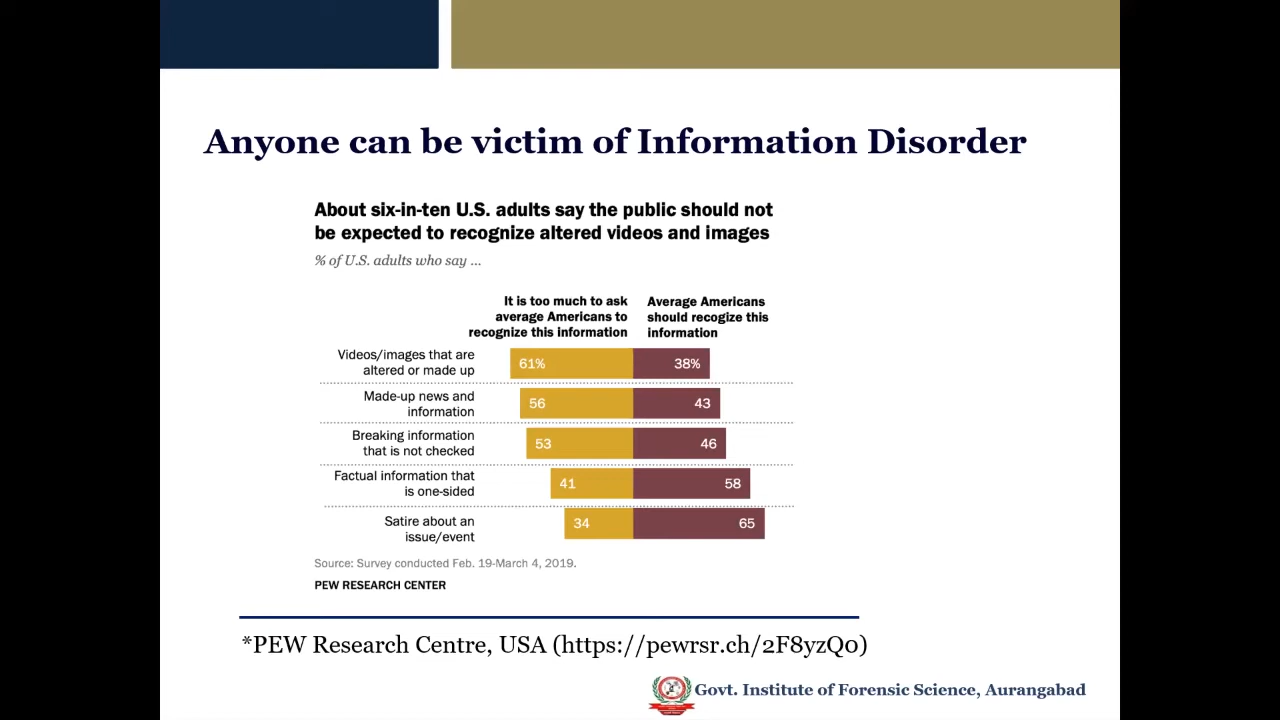 Anyone can be victim of Information Disorder
About six-in-ten U.S. adults say the public should not
be expected to recognize altered videos and images
% of U.S. adults who say ...
It is too much to ask
average Americans to
recognize this information
Average Americans
should recogize this
information
Videos/images that are
altered or made up
61%
38%
Made-up news and
information
56
43
Breaking information
that is not checked
53
46
Factual information that
is one-sided
41
58
Satire about an
issue/event
34
65
Source: Survey conducted Feb. 19-March 4, 2019.
PEW RESEARCH CENTER
*PEW Research Centre, USA (https://pewrsr.ch/2F8yzQ0)
Govt. Institute of Forensic Science, Aurangabad